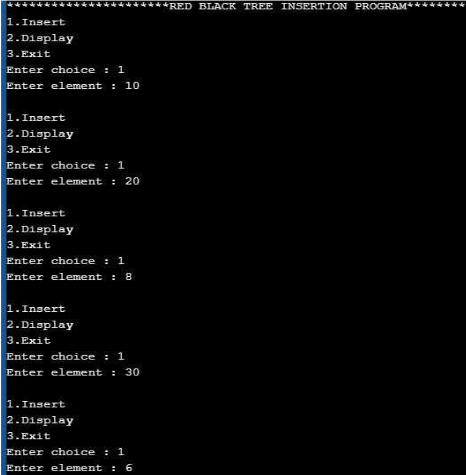 **********************RED BLACK TREE INSERTION PROGRAM********
1.Insert
2.Display
3.Exit
Enter choice : 1
Enter element : 10
1.Insert
2.Display
3.Exit
Enter choice : 1
Enter element : 20
1.Insert
2.Display
3.Exit
Enter choice : 1
Enter element : 8
1.Insert
2.Display
3.Exit
Enter choice : 1
Enter element : 30
1.Insert
2.Display
3.Exit
Enter choice : 1
Enter element : 6